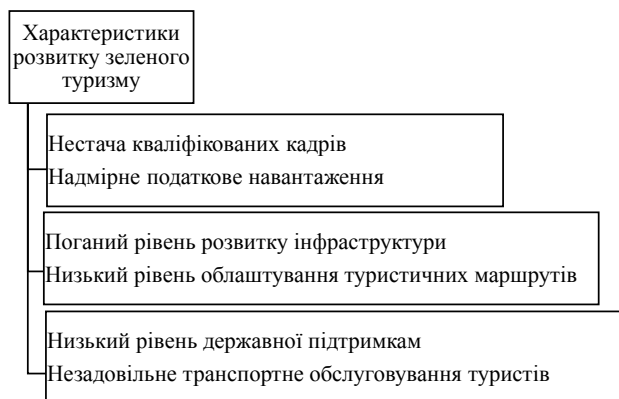 Характеристики
розвитку зеленого
туризму
Нестача кваліфікованих кадрів
Надмірне податкове навантаження
Поганий рівень розвитку інфраструктури
Низький рівень облаштування туристичних маршрутів
Низький рівень державної підтримкам
Незадовільне транспортне обслуговування туристів